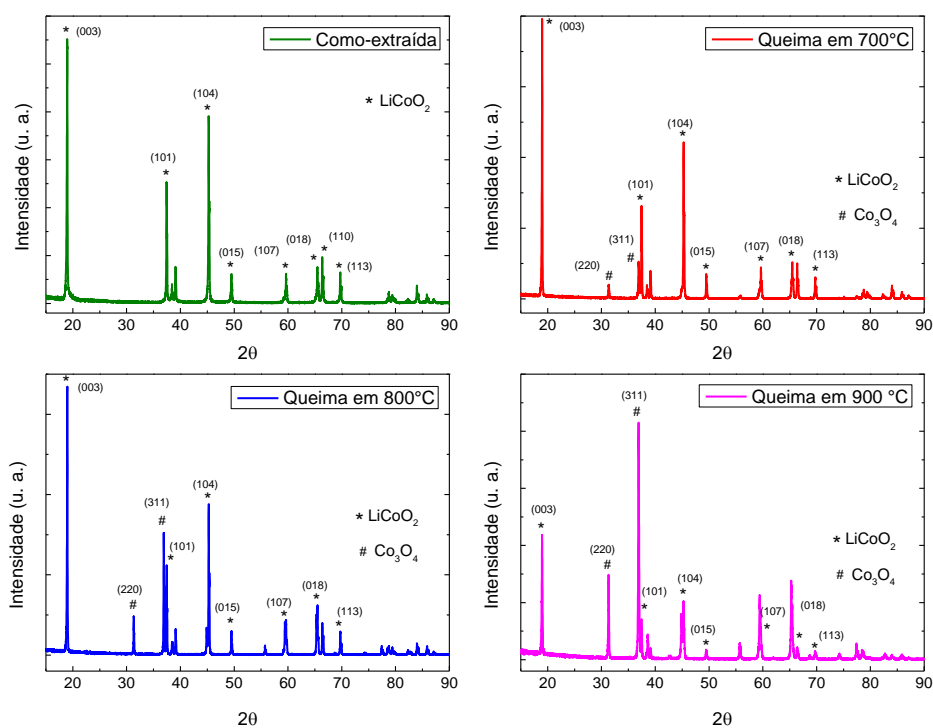 Como-extraída
* (003)
(104)
*
* LiCoO₂
(101)
*
(015)
*
(107)
*
(018)
*
* (110)
(113)
*
Intensidade (u. a.)
20 30 40 50 60 70 80 90
2θ
Queima em 700°C
* (003)
(104)
*
* LiCoO₂
# Co₃O₄
(101)
*
(311)
#
(220)
#
(015)
*
(107)
*
(018)
*
(113)
*
Intensidade (u. a.)
20 30 40 50 60 70 80 90
2θ
Queima em 800°C
* (003)
(104)
*
* LiCoO₂
# Co₃O₄
(311)
#
(101)
*
(220)
#
(015)
*
(107)
*
(018)
*
(113)
*
Intensidade (u. a.)
20 30 40 50 60 70 80 90
2θ
Queima em 900 °C
(311)
#
(003)
*
* LiCoO₂
# Co₃O₄
(220)
#
(101)
*
(104)
*
(015)
*
(107)
*
(018)
*
(113)
*
Intensidade (u. a.)
20 30 40 50 60 70 80 90
2θ